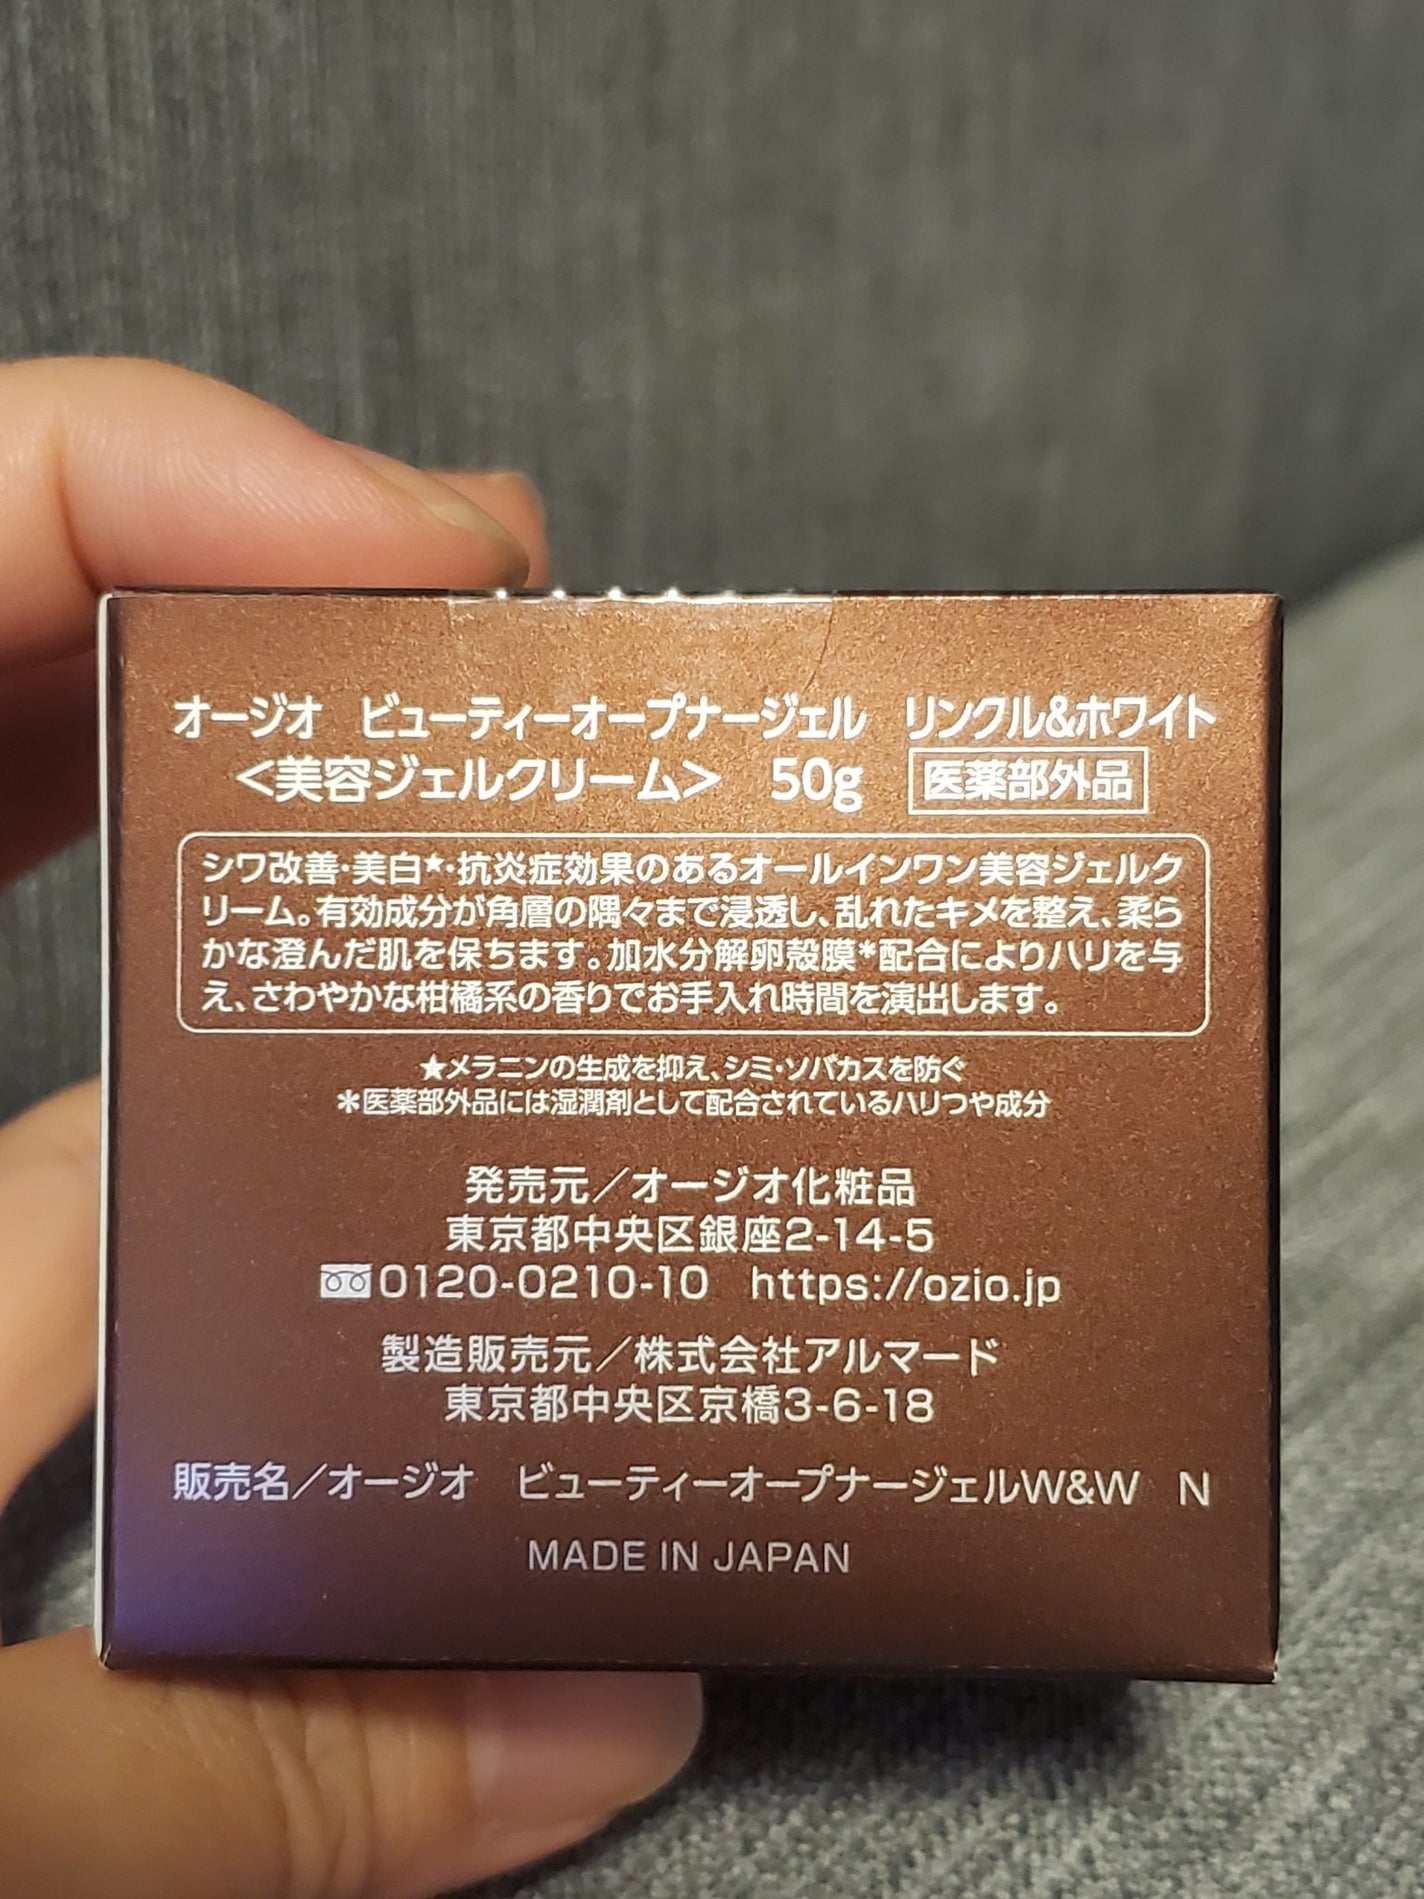 オージオ　ビューティーオープナージェル　リンクル&ホワイト
<美容ジェルクリーム>　50g　医薬部外品
シワ改善・美白★・抗炎症効果のあるオールインワン美容ジェルク
リーム。有効成分が角層の隅々まで浸透し、乱れたキメを整え、柔ら
かな澄んだ肌を保ちます。加水分解卵殻膜*配合によりハリを与
え、さわやかな柑橘系の香りでお手入れ時間を演出します。
★メラニンの生成を抑え、シミ・ソバカスを防ぐ
*医薬部外品には湿潤剤として配合されているハリつや成分
発売元／オージオ化粧品
東京都中央区銀座2-14-5
0120-0210-10　https://ozio.jp
製造販売元／株式会社アルマード
東京都中央区京橋3-6-18
販売名／オージオ　ビューティーオープナージェルW&W　N
MADE IN JAPAN